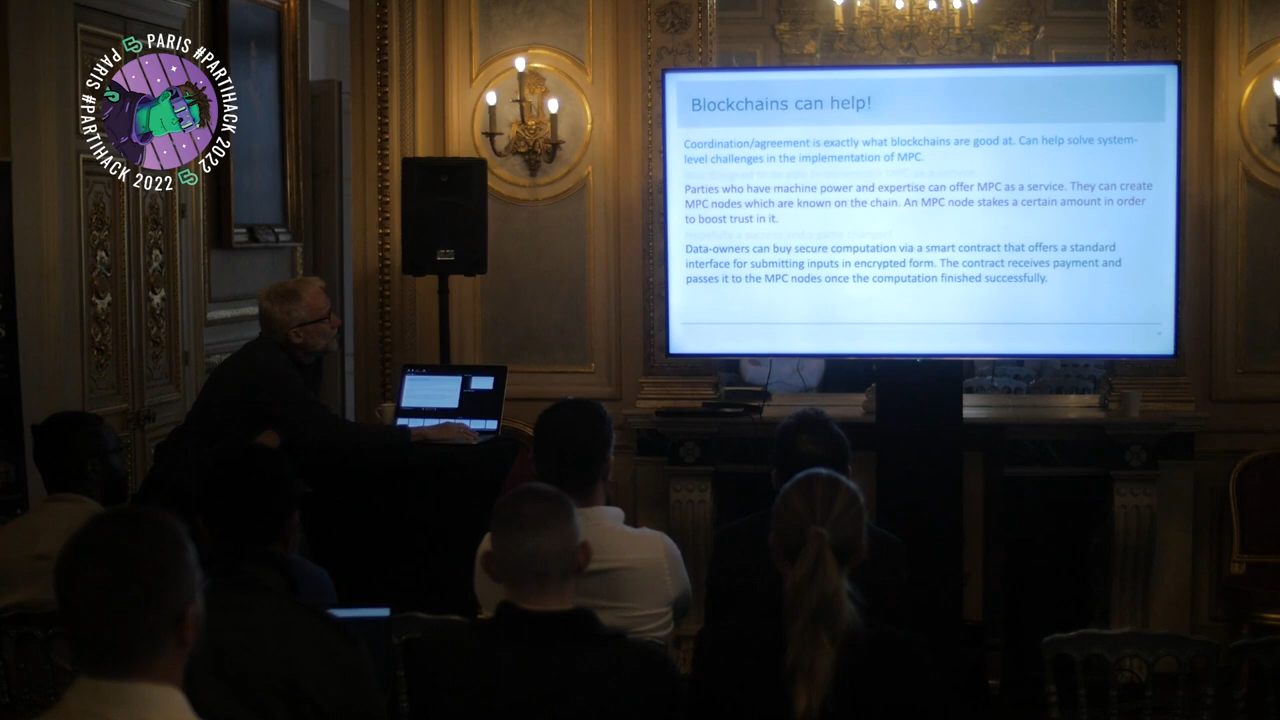 PARIS #PARTIHACK 2022
PARIS #PARTIHACK 2022
Blockchains can help!
Coordination/agreement is exactly what blockchains are good at. Can help solve system-
level challenges in the implementation of MPC.
Parties who have machine power and expertise can offer MPC as a service. They can create
MPC nodes which are known on the chain. An MPC node stakes a certain amount in order
to boost trust in it.
Data-owners can buy secure computation via a smart contract that offers a standard
interface for submitting inputs in encrypted form. The contract receives payment and
passes it to the MPC nodes once the computation finished successfully.